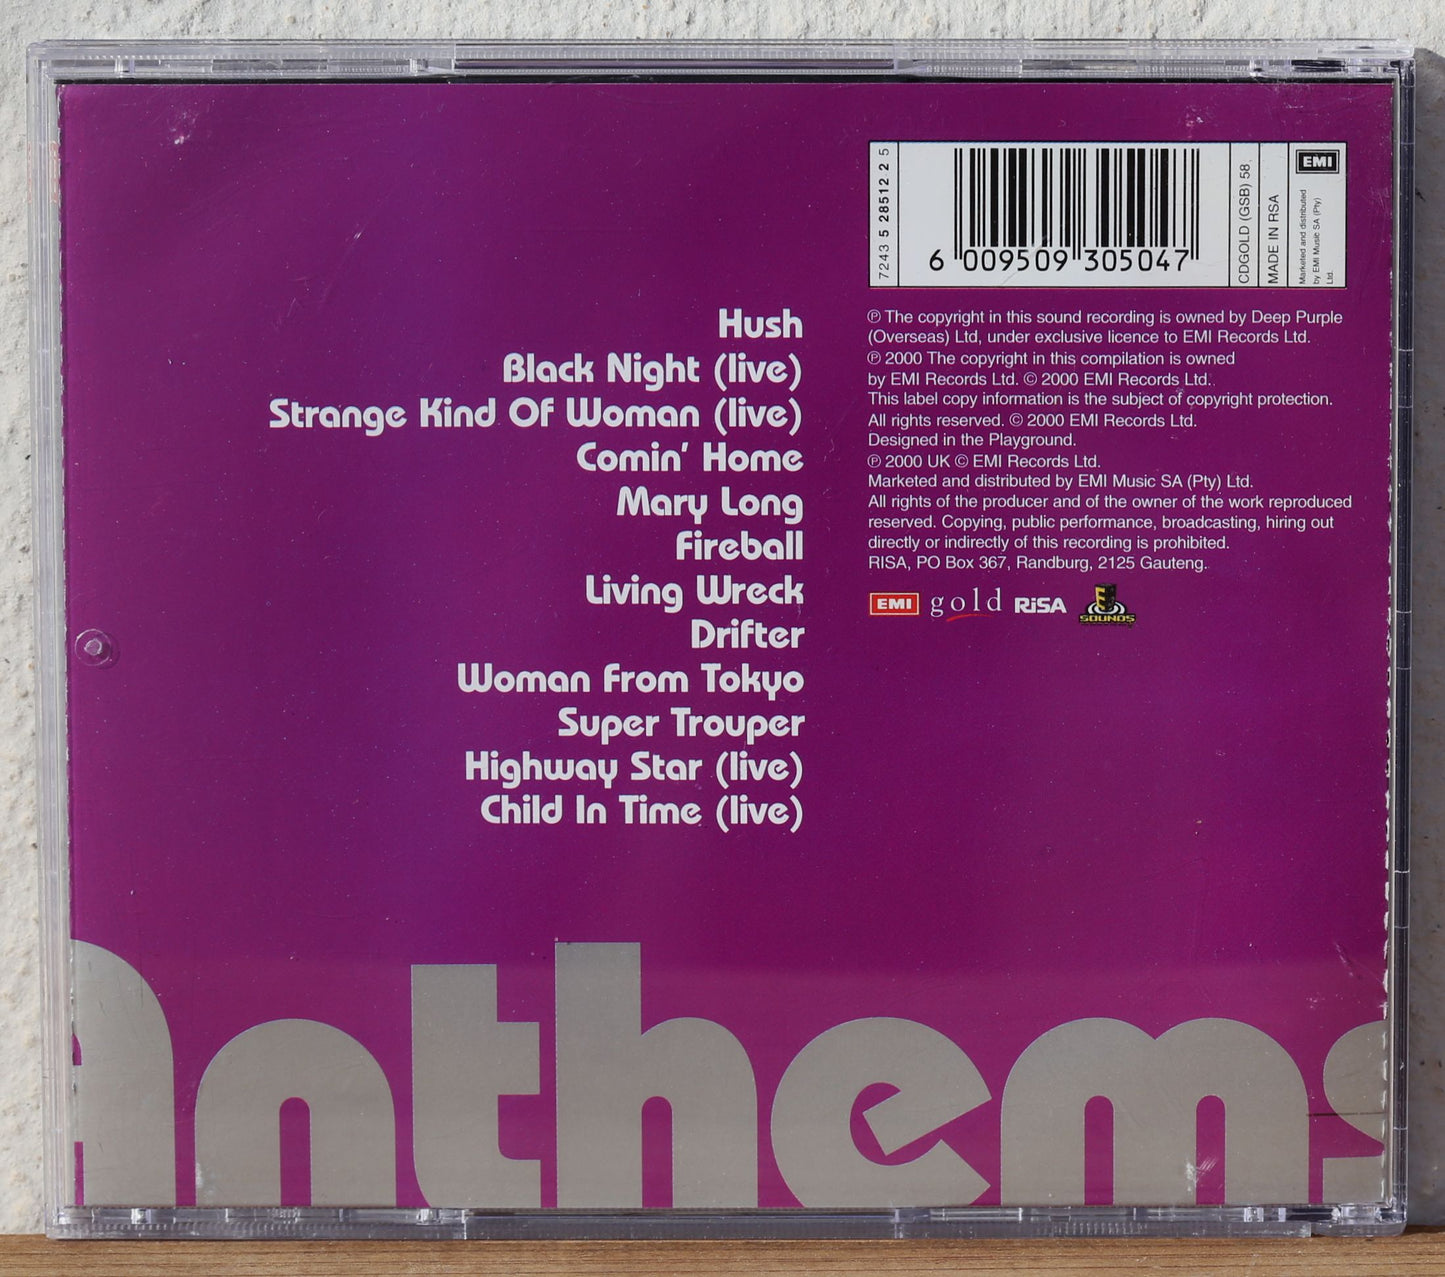 Hush
Black Night (live)
Strange Kind Of Woman (live)
Comin' Home
Mary Long
Fireball
Living Wreck
Drifter
Woman From Tokyo
Super Trouper
Highway Star (live)
Child In Time (live)
7243 5 28512 2 5
6 009509 305047
CDGOLD (GSB) 58
MADE IN RSA
EMI
Marketed and distributed
by EMI Music SA (Pty)
Ltd.
℗ The copyright in this sound recording is owned by Deep Purple
(Overseas) Ltd, under exclusive licence to EMI Records Ltd.
℗ 2000 The copyright in this compilation is owned
by EMI Records Ltd. © 2000 EMI Records Ltd.
This label copy information is the subject of copyright protection.
All rights reserved. © 2000 EMI Records Ltd.
Designed in the Playground.
℗ 2000 UK © EMI Records Ltd.
Marketed and distributed by EMI Music SA (Pty) Ltd.
All rights of the producer and of the owner of the work reproduced
reserved. Copying, public performance, broadcasting, hiring out
directly or indirectly of this recording is prohibited.
RISA, PO Box 367, Randburg, 2125 Gauteng.
EMI gold RiSA SOUNDS
Anthems